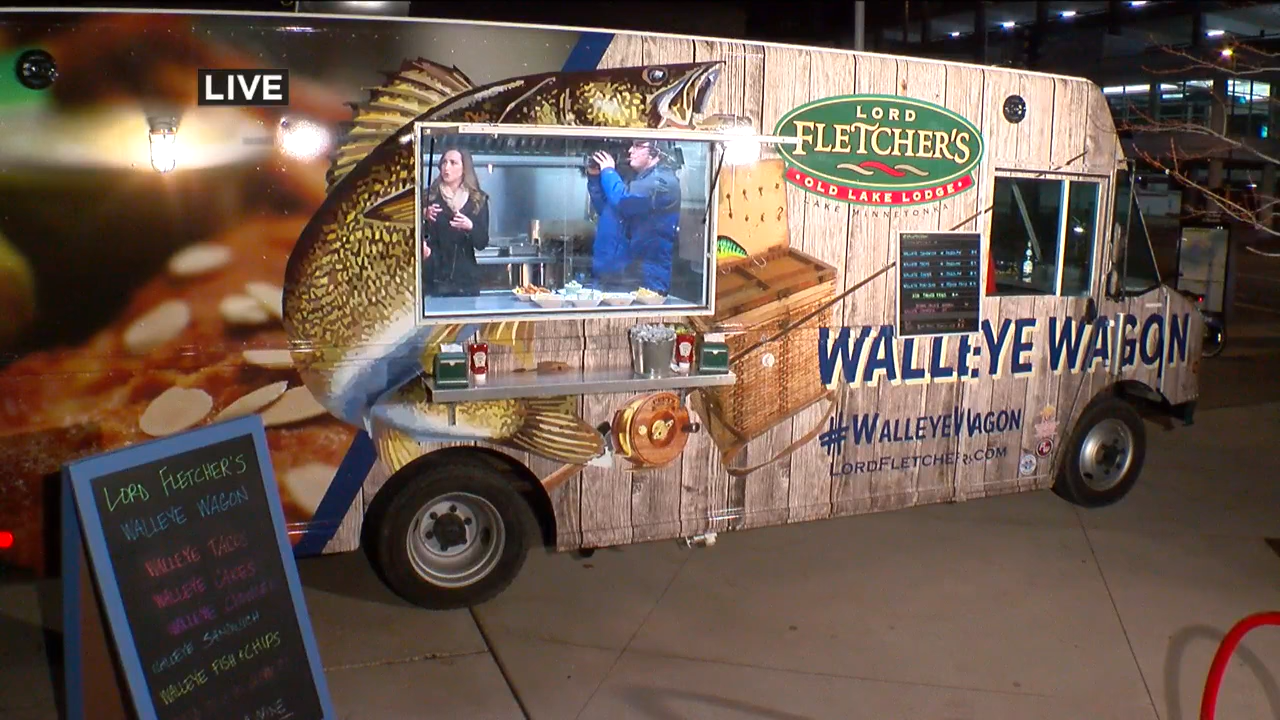 LIVE
LORD
FLETCHER'S
• OLD LAKE LODGE •
LAKE MINNETONKA
WALLEYE WAGON
#WALLEYEWAGON
LORDFLETCHERS.COM
LORD FLETCHER'S
WALLEYE WAGON
WALLEYE TACOS
WALLEYE CAKES
WALLEYE
WALLEYE SANDWICH
WALLEYE FISH & CHIPS